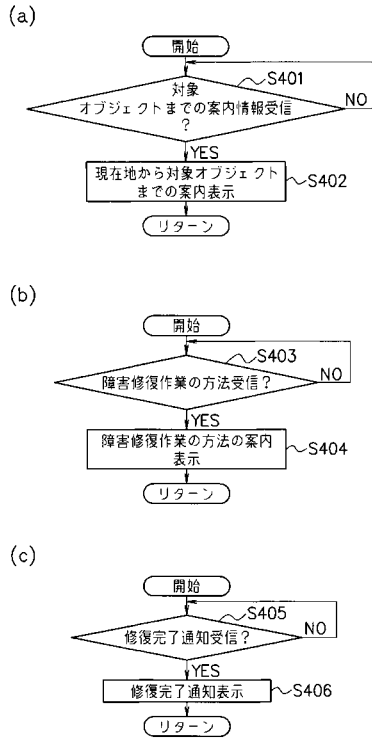 (a)
開始
S401
対象
オブジェクトまでの案内情報受信
?
NO
YES
現在地から対象オブジェクト
までの案内表示
S402
リターン
(b)
開始
S403
障害修復作業の方法受信?
NO
YES
障害修復作業の方法の案内
表示
S404
リターン
(c)
開始
S405
修復完了通知受信?
NO
YES
修復完了通知表示
S406
リターン